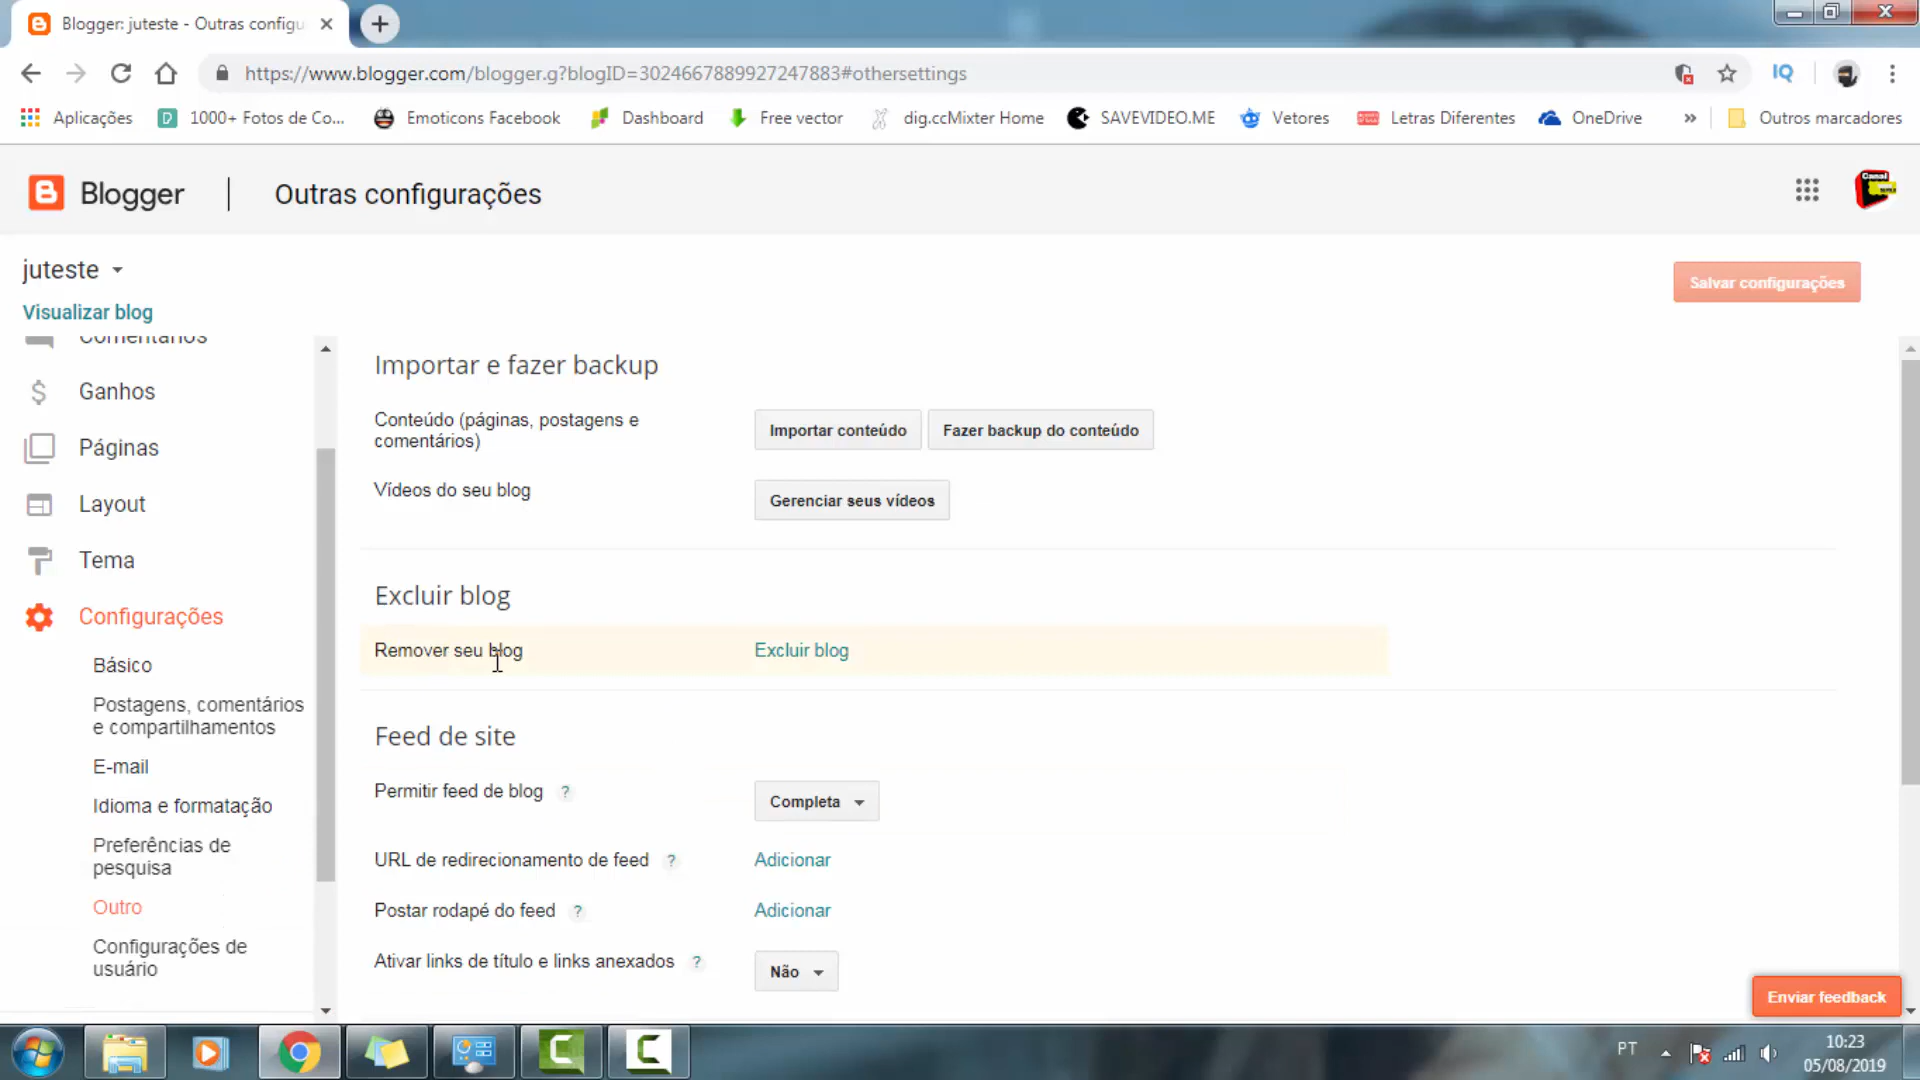 Blogger: juteste - Outras configu
https://www.blogger.com/blogger.g?blogID=3024667889927247883#othersettings
IQ
Aplicações
1000+ Fotos de Co...
Emoticons Facebook
Dashboard
Free vector
dig.ccMixter Home
SAVEVIDEO.ME
Vetores
Letras Diferentes
OneDrive
»
Outros marcadores
Blogger
Outras configurações
Canal
juteste
Salvar configurações
Visualizar blog
Comentários
Ganhos
Páginas
Layout
Tema
Configurações
Básico
Postagens, comentários
e compartilhamentos
E-mail
Idioma e formatação
Preferências de
pesquisa
Outro
Configurações de
usuário
Importar e fazer backup
Conteúdo (páginas, postagens e
comentários)
Importar conteúdo
Fazer backup do conteúdo
Vídeos do seu blog
Gerenciar seus vídeos
Excluir blog
Remover seu blog
Excluir blog
Feed de site
Permitir feed de blog ?
Completa
URL de redirecionamento de feed ?
Adicionar
Postar rodapé do feed ?
Adicionar
Ativar links de título e links anexados ?
Não
Enviar feedback
PT
10:23
05/08/2019